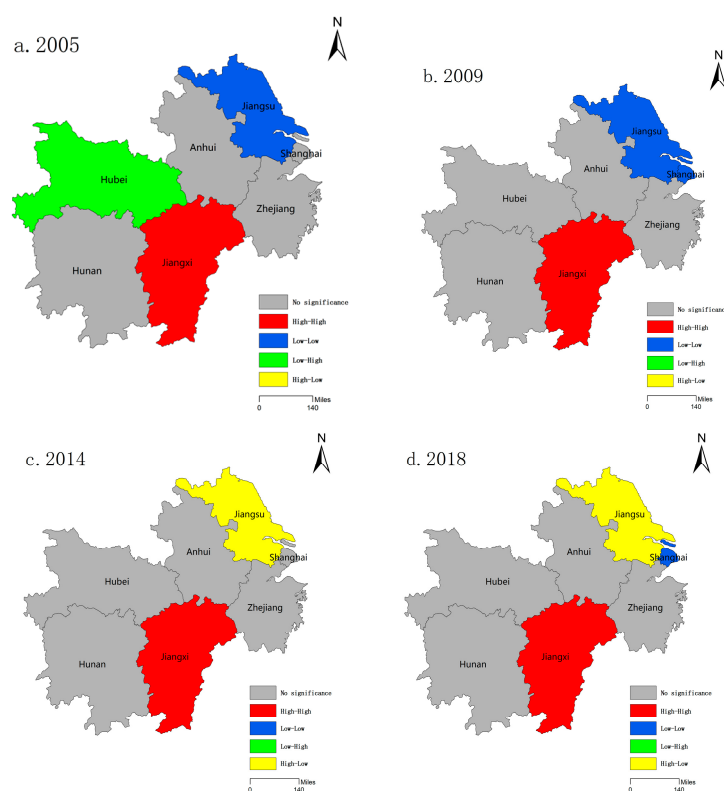 a. 2005
N
Jiangsu
Anhui
Shanghai
Hubei
Zhejiang
Hunan
Jiangxi
No significance
High-High
Low-Low
Low-High
High-Low
Miles
0 140
b. 2009
N
Jiangsu
Anhui
Shanghai
Hubei
Zhejiang
Hunan
Jiangxi
No significance
High-High
Low-Low
Low-High
High-Low
Miles
0 140
c. 2014
N
Jiangsu
Anhui
Shanghai
Hubei
Zhejiang
Hunan
Jiangxi
No significance
High-High
Low-Low
Low-High
High-Low
Miles
0 140
d. 2018
N
Jiangsu
Anhui
Shanghai
Hubei
Zhejiang
Hunan
Jiangxi
No significance
High-High
Low-Low
Low-High
High-Low
Miles
0 140